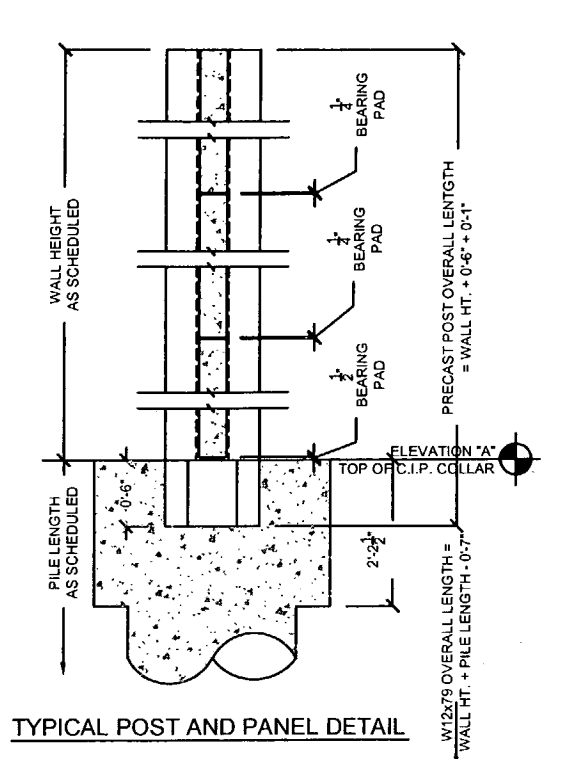 1/4"
BEARING
PAD
WALL HEIGHT
AS SCHEDULED
1/4"
BEARING
PAD
PRECAST POST OVERALL LENTGTH
= WALL HT. + 0'-6" + 0'-1"
1/2"
BEARING
PAD
ELEVATION "A"
TOP OF C.I.P. COLLAR
0'-6"
PILE LENGTH
AS SCHEDULED
2'-2 1/2"
W12x79 OVERALL LENGTH =
WALL HT. + PILE LENGTH - 0'-7"
TYPICAL POST AND PANEL DETAIL